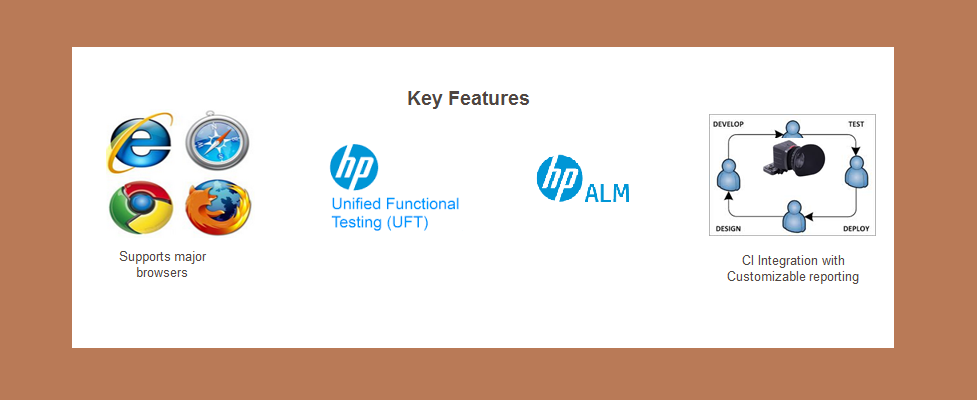 Key Features
Supports major
browsers
hp
Unified Functional
Testing (UFT)
hp ALM
DEVELOP
TEST
DESIGN
DEPLOY
CI Integration with
Customizable reporting